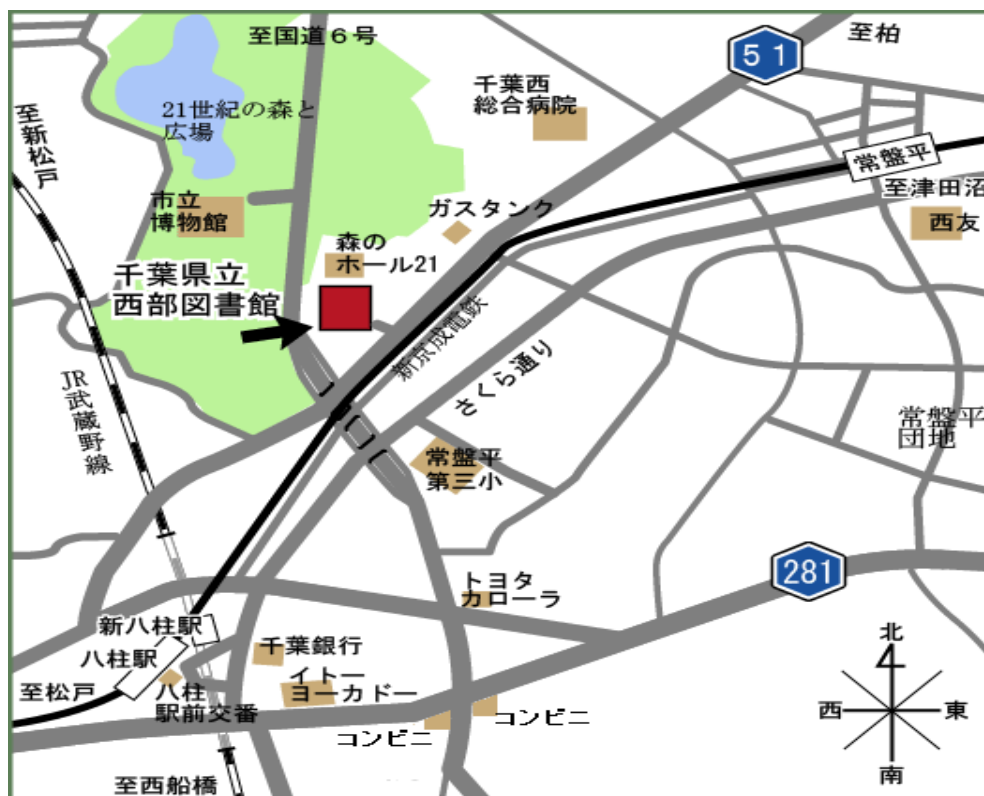 至国道６号
５１
至柏
千葉西
総合病院
21世紀の森と
広場
至新松戸
常盤平
至津田沼
西友
市立
博物館
ガスタンク
森の
ホール21
千葉県立
西部図書館
新京成電鉄
さくら通り
JR武蔵野線
常盤平
団地
常盤平
第三小
281
トヨタ
カローラ
新八柱駅
八柱駅
千葉銀行
イトー
ヨーカドー
至松戸
八柱
駅前交番
コンビニ
コンビニ
至西船橋
北
西
東
南